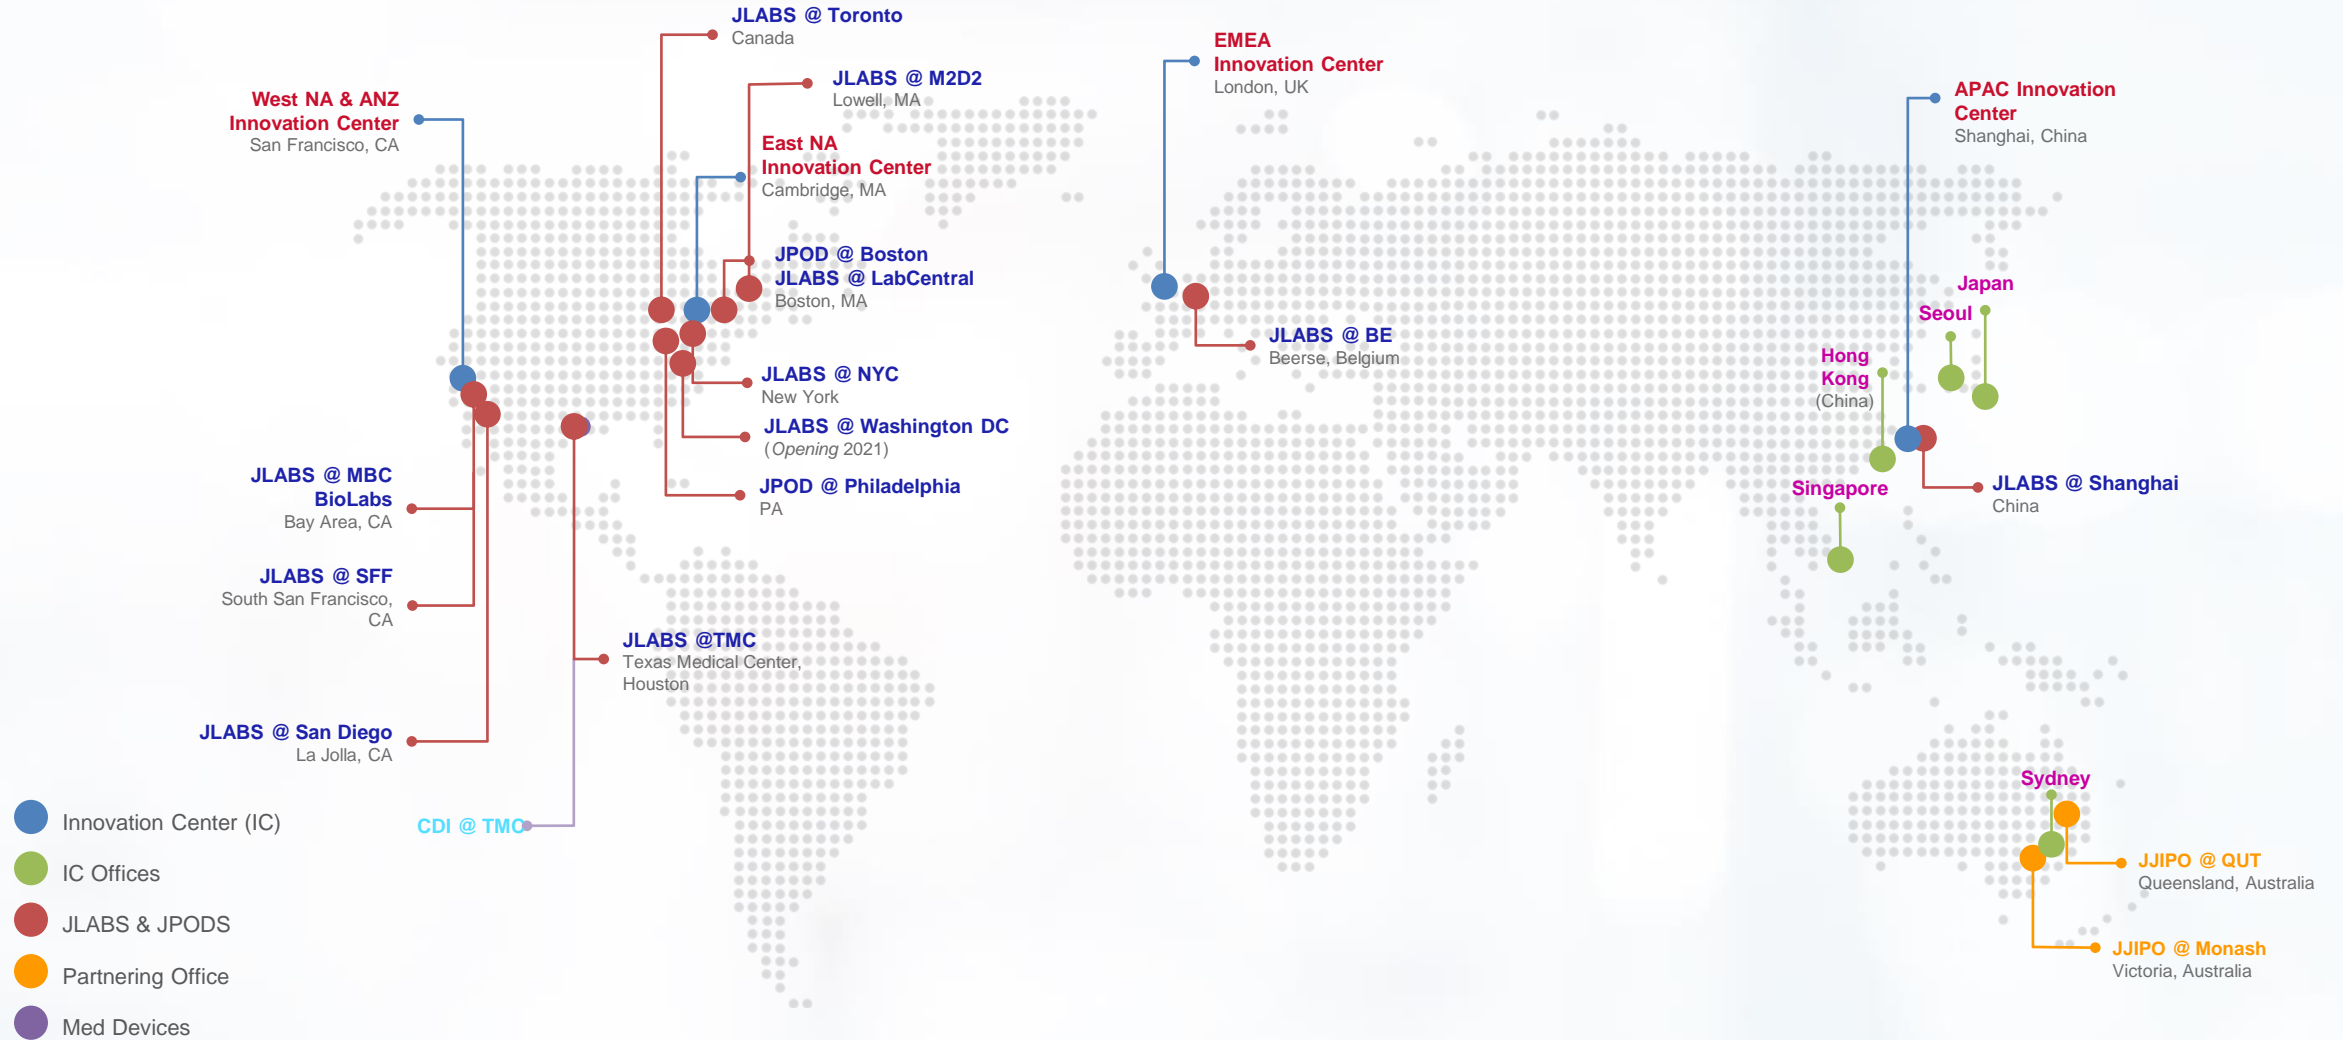 JLABS @ Toronto
Canada
JLABS @ M2D2
Lowell, MA
West NA & ANZ
Innovation Center
San Francisco, CA
East NA
Innovation Center
Cambridge, MA
JPOD @ Boston
JLABS @ LabCentral
Boston, MA
EMEA
Innovation Center
London, UK
APAC Innovation
Center
Shanghai, China
Japan
Seoul
Hong
Kong
(China)
JLABS @ BE
Beerse, Belgium
JLABS @ NYC
New York
JLABS @ Washington DC
(Opening 2021)
JPOD @ Philadelphia
PA
JLABS @ MBC
BioLabs
Bay Area, CA
JLABS @ SFF
South San Francisco,
CA
JLABS @TMC
Texas Medical Center,
Houston
JLABS @ San Diego
La Jolla, CA
CDI @ TMC
Singapore
JLABS @ Shanghai
China
Sydney
JJIPO @ QUT
Queensland, Australia
JJIPO @ Monash
Victoria, Australia
Innovation Center (IC)
IC Offices
JLABS & JPODS
Partnering Office
Med Devices